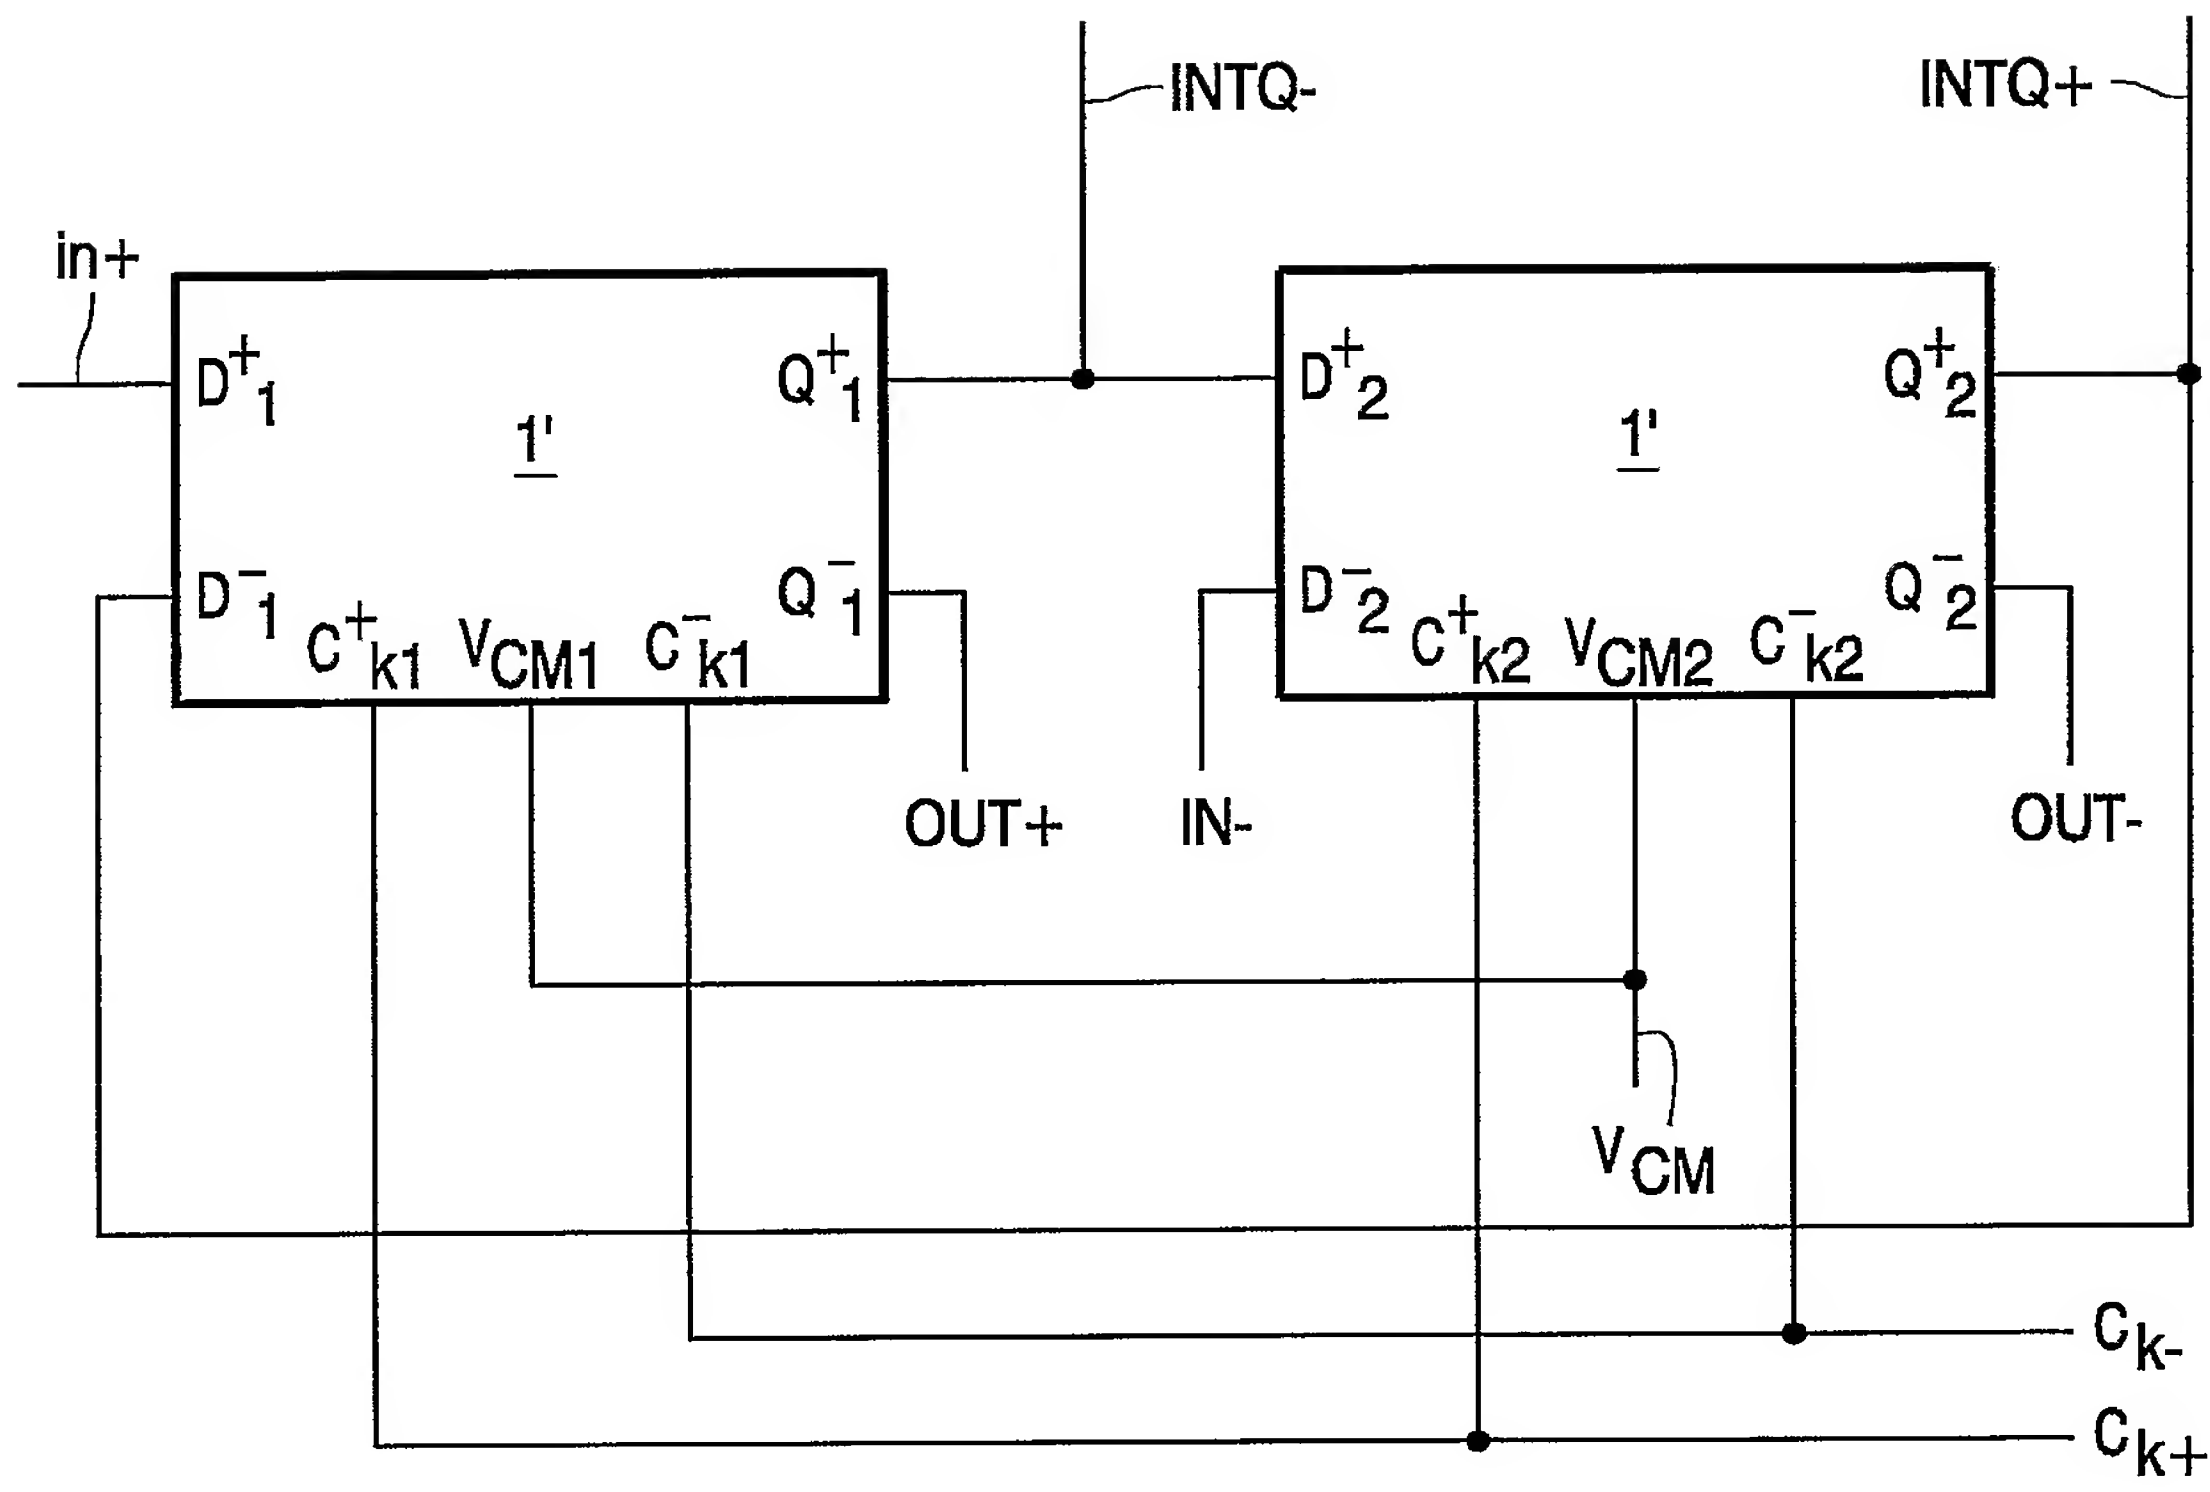 INTQ-
INTQ+
in+
D+1
1'
Q+1
D+2
1'
Q+2
D-1
C+k1
VCM1
C-k1
Q-1
D-2
C+k2
VCM2
C-k2
Q-2
OUT+
IN-
OUT-
VCM
Ck-
Ck+